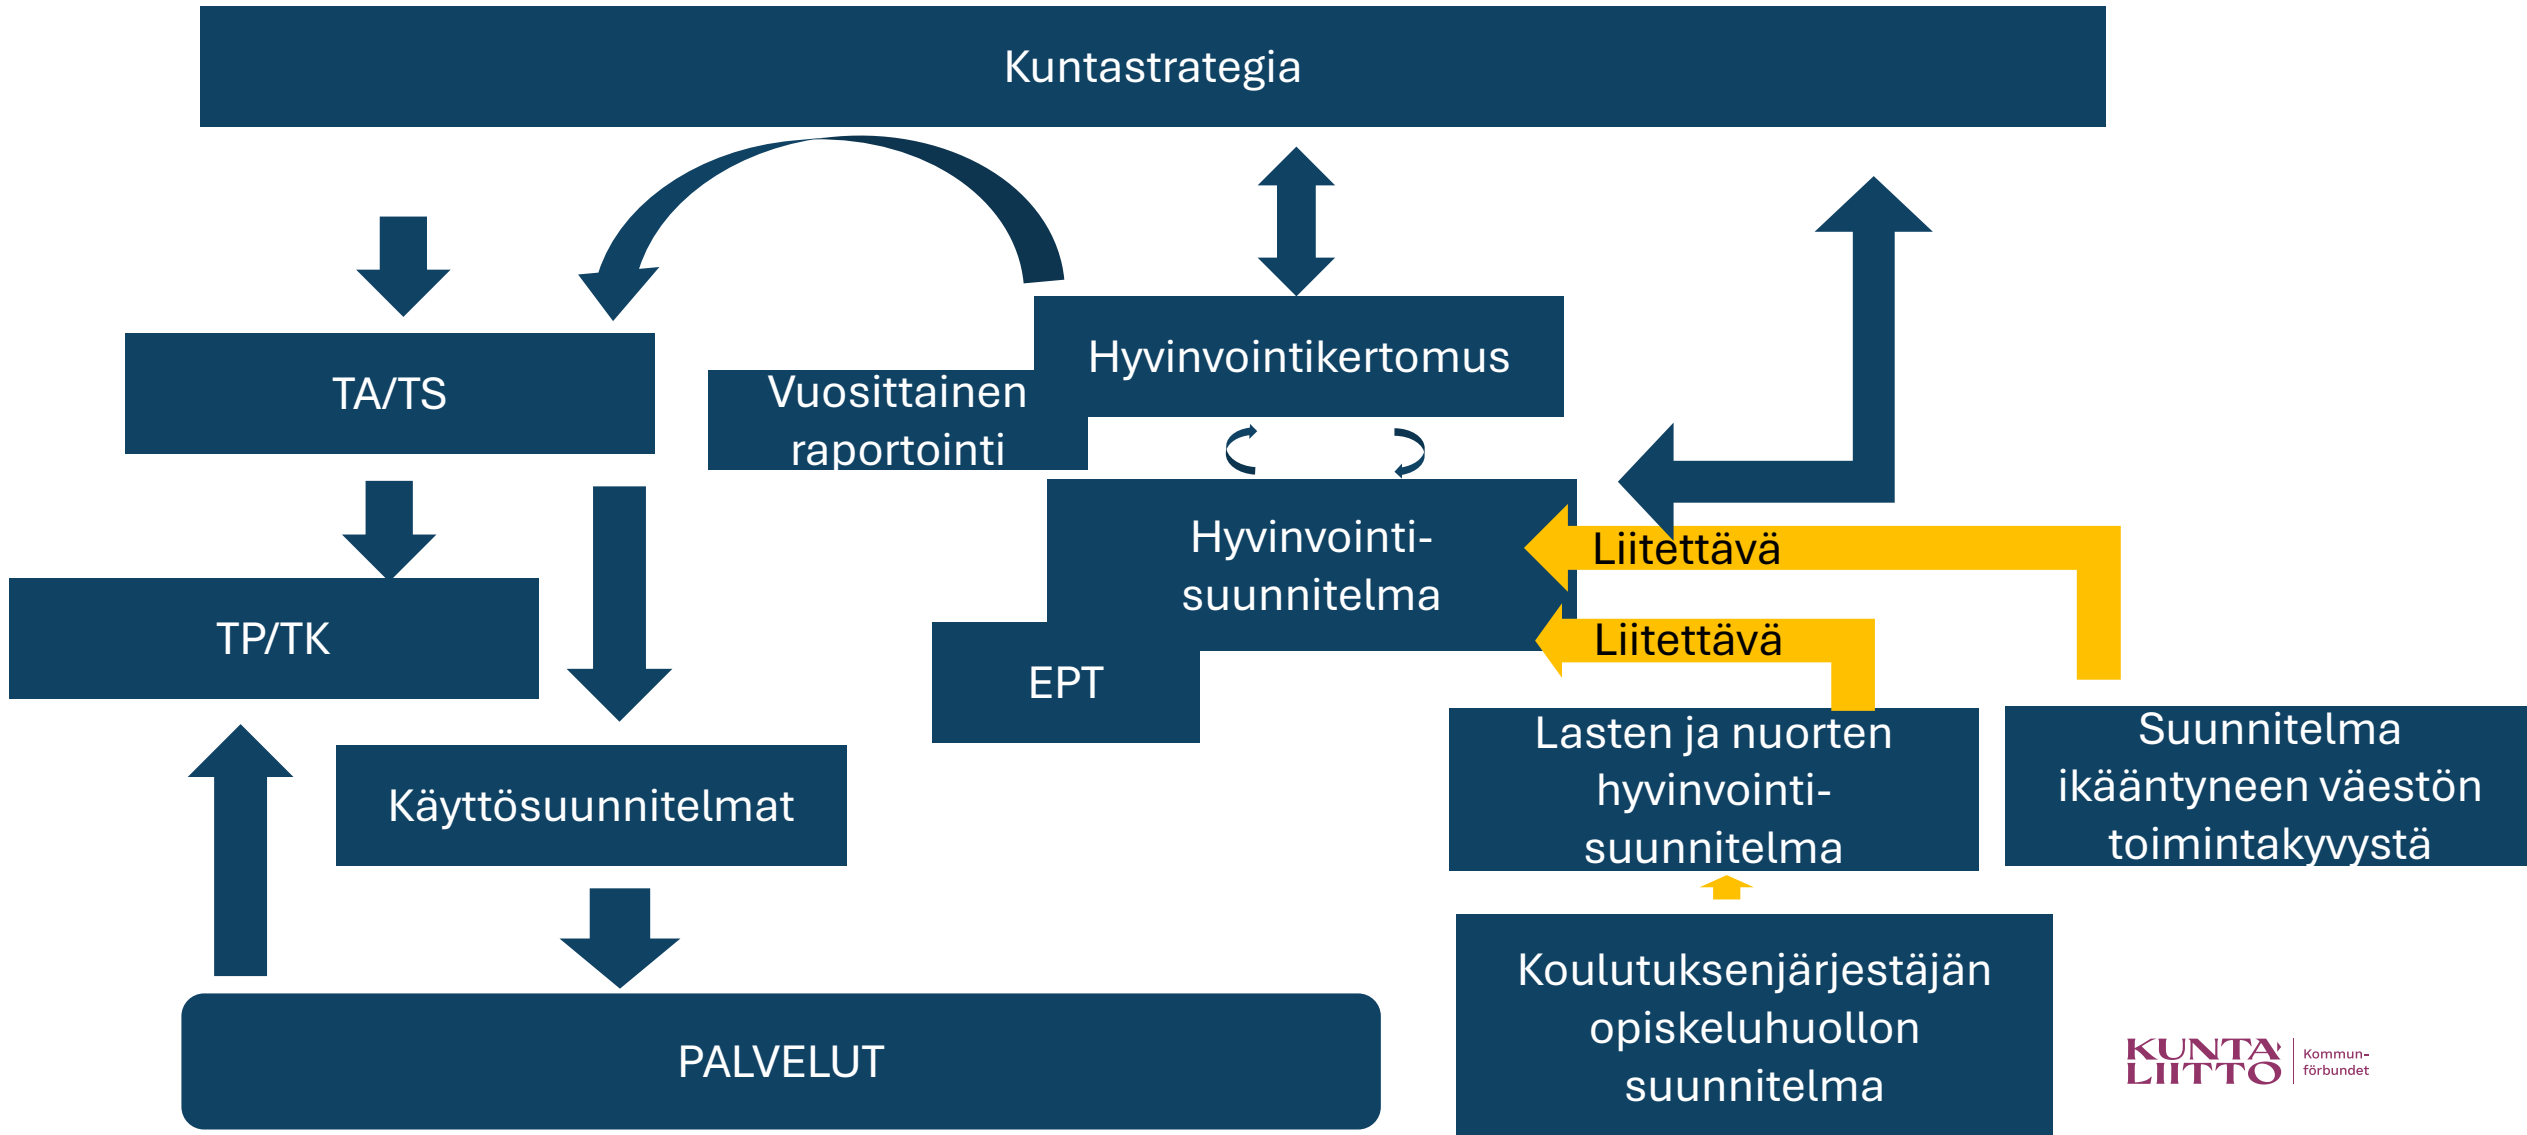 Kuntastrategia
Hyvinvointikertomus
TA/TS
Vuosittainen
raportointi
Hyvinvointi-
suunnitelma
Liitettävä
Liitettävä
TP/TK
EPT
Lasten ja nuorten
hyvinvointi-
suunnitelma
Suunnitelma
ikääntyneen väestön
toimintakyvystä
Käyttösuunnitelmat
Koulutuksenjärjestäjän
opiskeluhuollon
suunnitelma
PALVELUT
KUNTA
LIITTO
Kommun-
förbundet